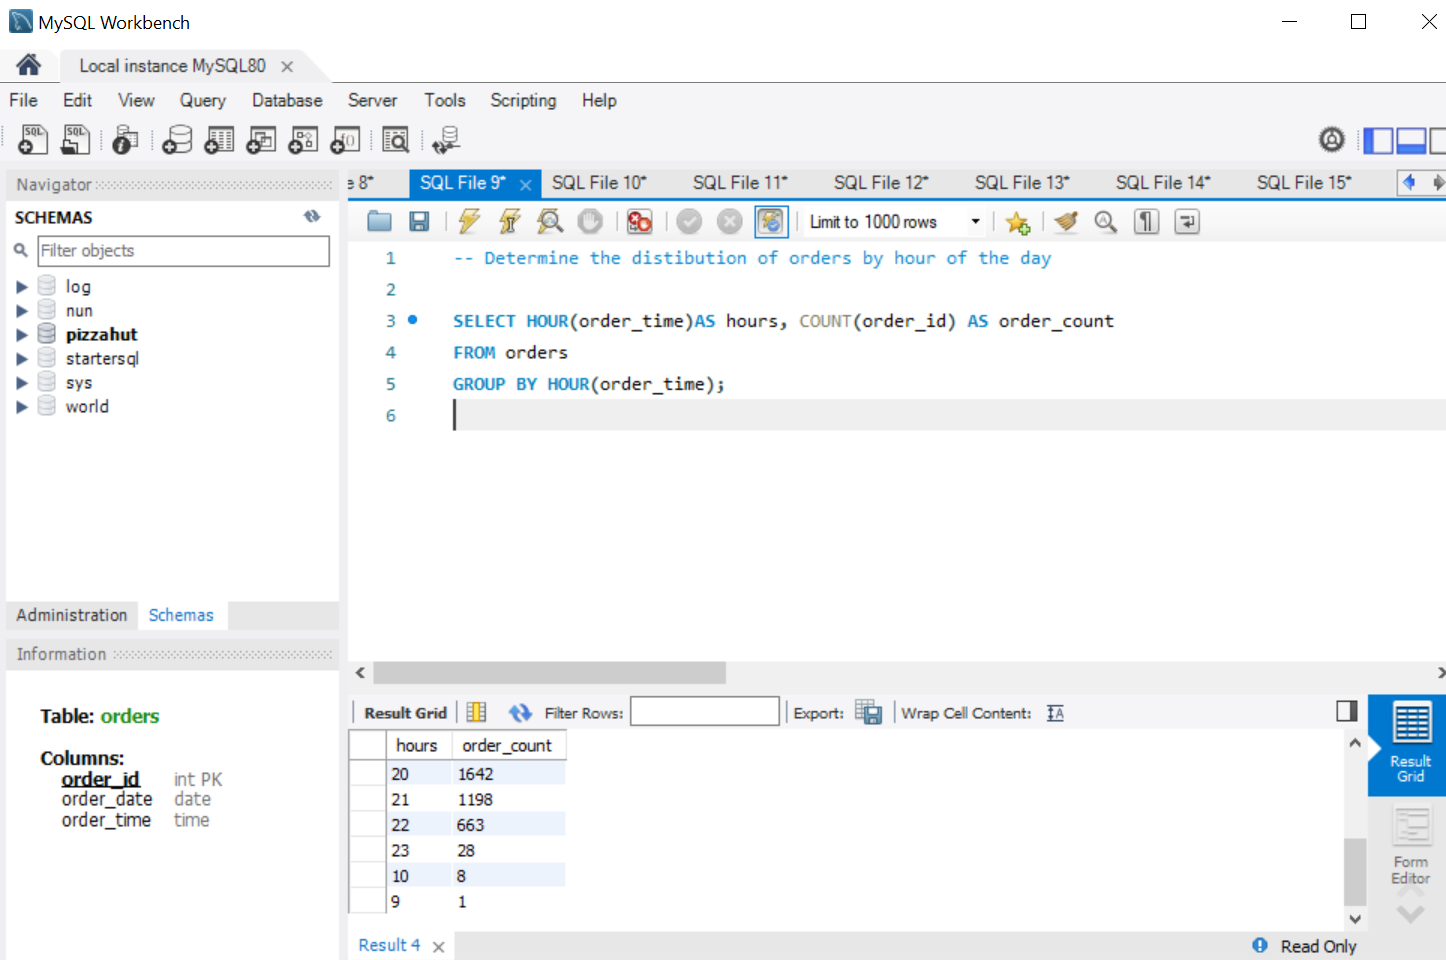 MySQL Workbench
Local instance MySQL80
File Edit View Query Database Server Tools Scripting Help
Navigator
SCHEMAS
Filter objects
log
nun
pizzahut
startersql
sys
world
Administration Schemas
Information
Table: orders
Columns:
order_id int PK
order_date date
order_time time
e 8* SQL File 9* SQL File 10* SQL File 11* SQL File 12* SQL File 13* SQL File 14* SQL File 15*
Limit to 1000 rows
1 -- Determine the distibution of orders by hour of the day
2
3 SELECT HOUR(order_time)AS hours, COUNT(order_id) AS order_count
4 FROM orders
5 GROUP BY HOUR(order_time);
6
Result Grid Filter Rows: Export: Wrap Cell Content:
hours order_count
20 1642
21 1198
22 663
23 28
10 8
9 1
Result Grid
Form Editor
Result 4
Read Only